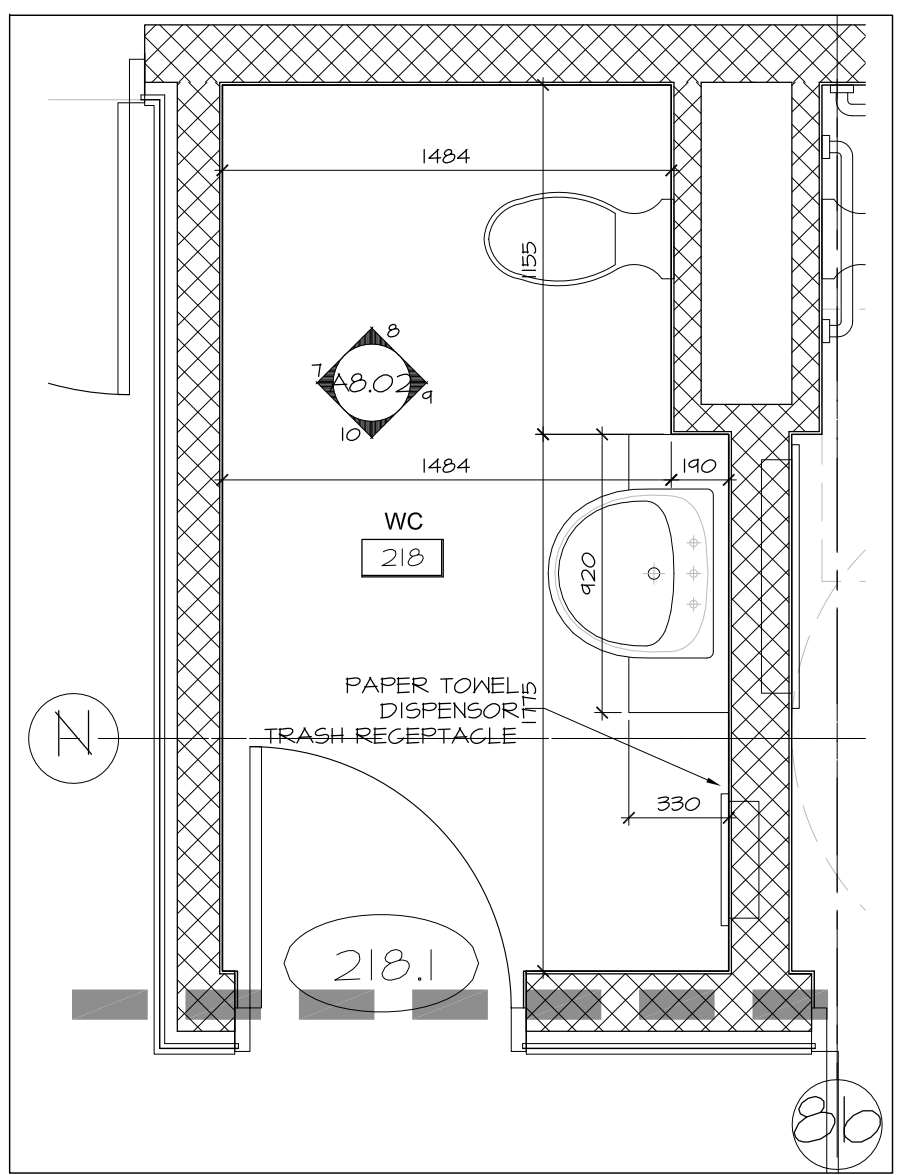 1484
1155
8
7
A8.02
9
10
1484
190
WC
218
920
PAPER TOWEL
DISPENSOR
1775
TRASH RECEPTACLE
330
218.1
N
8b